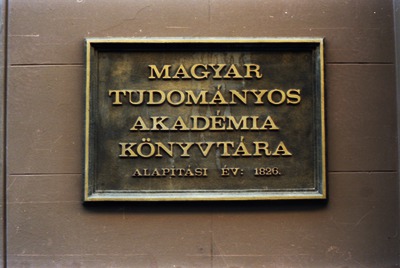 MAGYAR
TUDOMÁNYOS
AKADÉMIA
KÖNYVTÁRA
ALAPÍTÁSI ÉV: 1826.